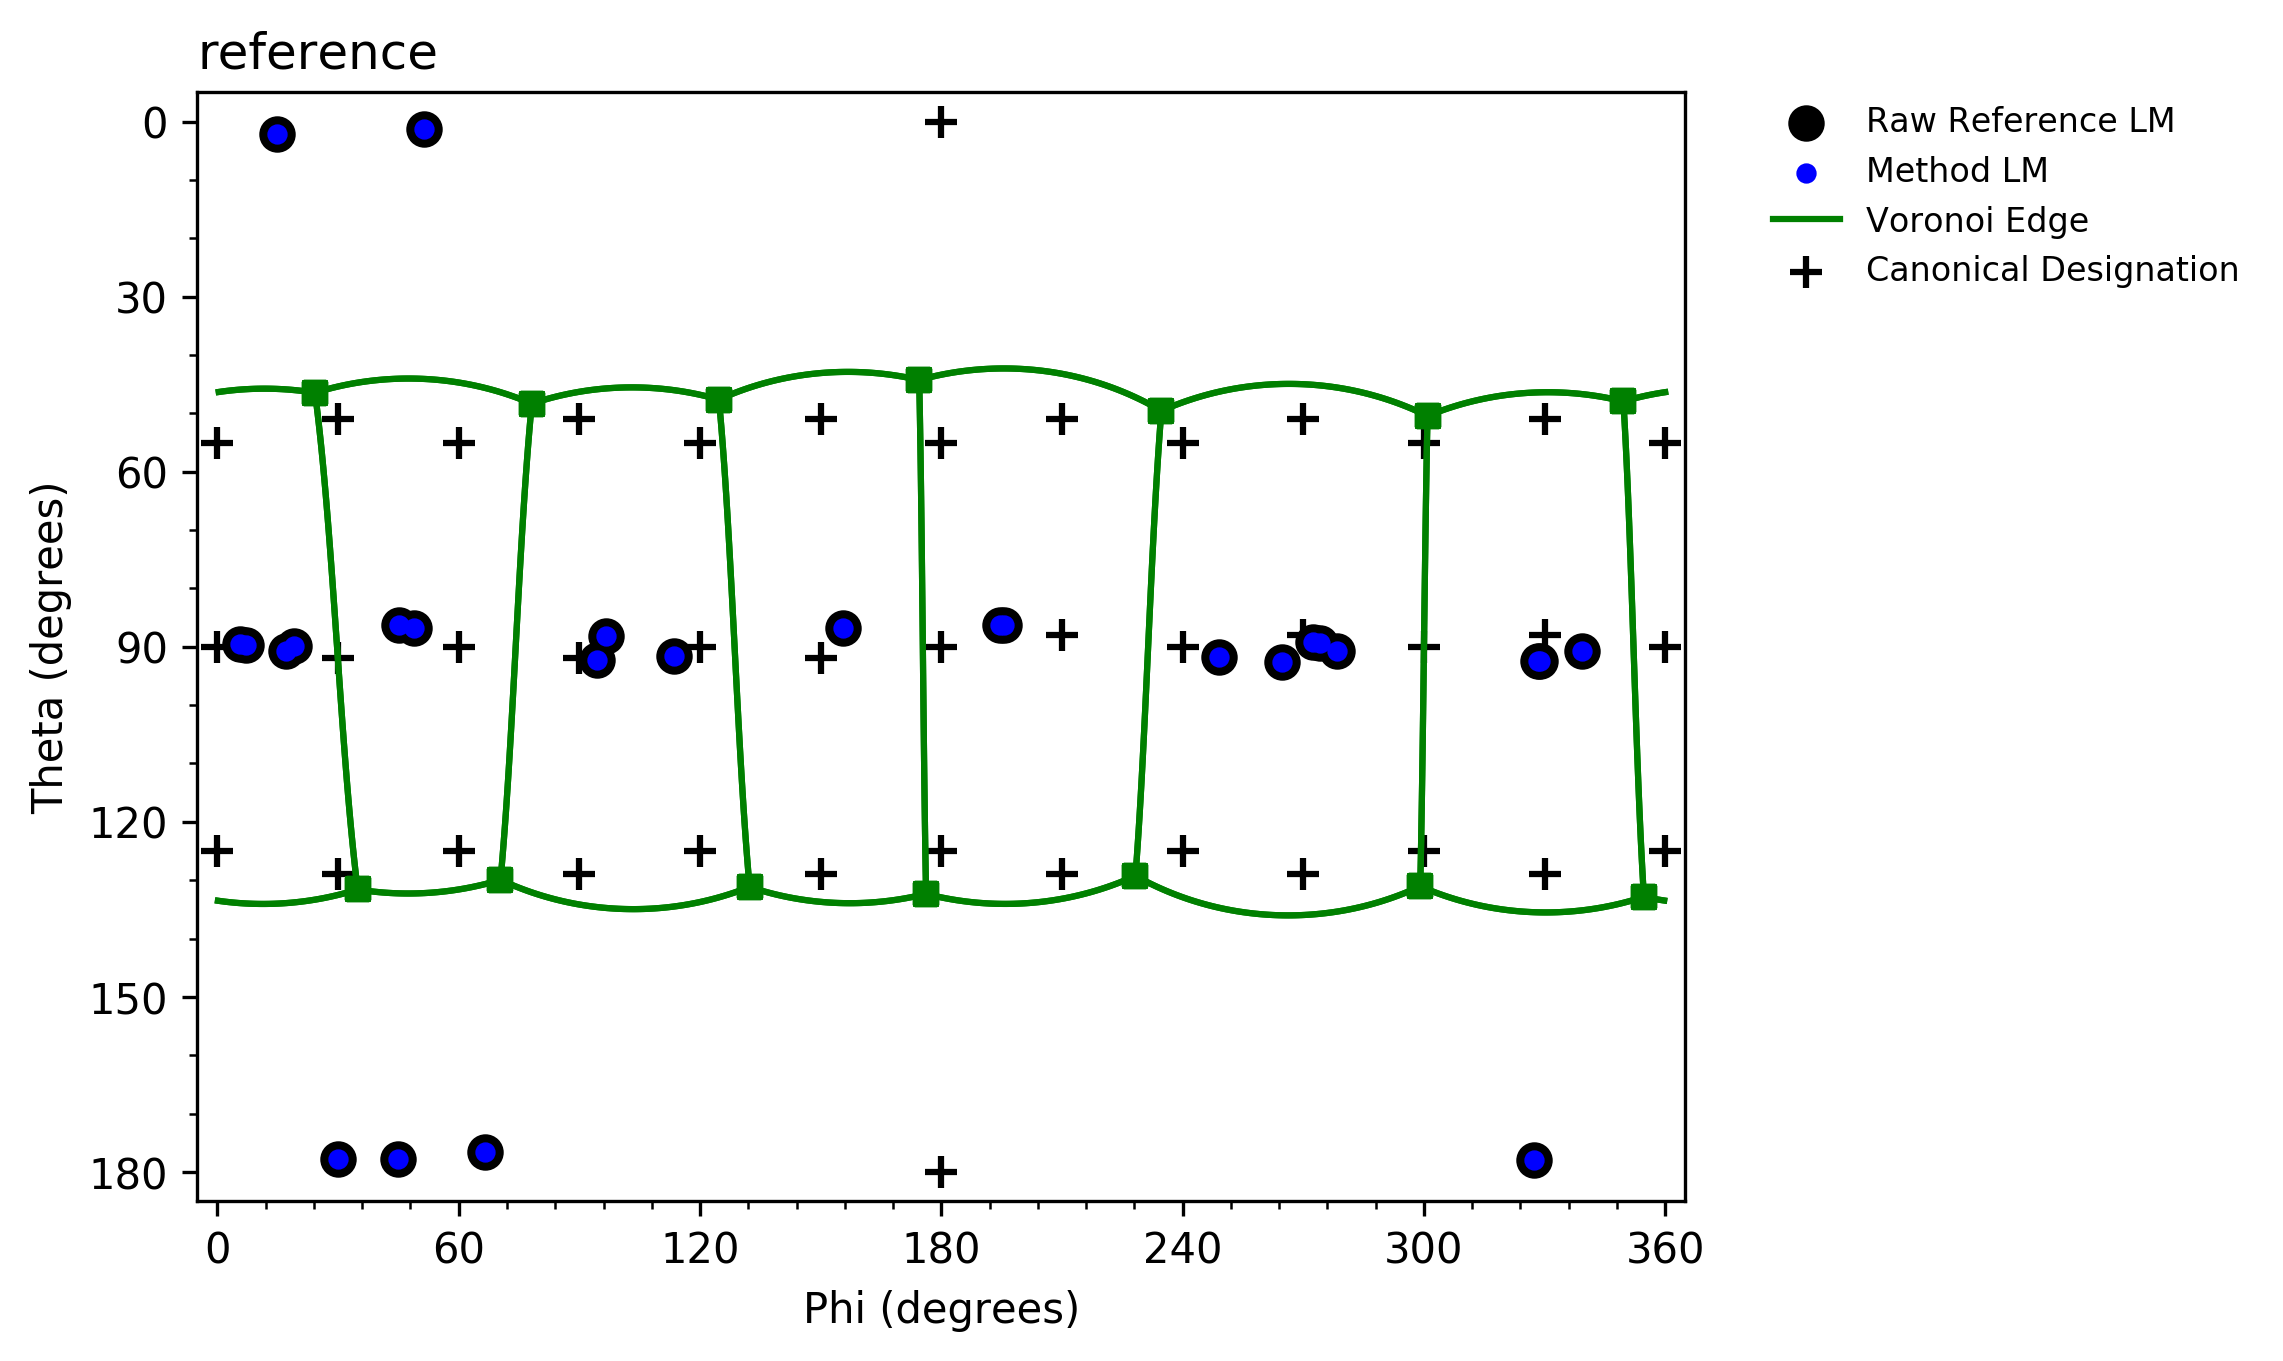 reference
Raw Reference LM
Method LM
Voronoi Edge
Canonical Designation
0
30
60
90
120
150
180
Theta (degrees)
0 60 120 180 240 300 360
Phi (degrees)